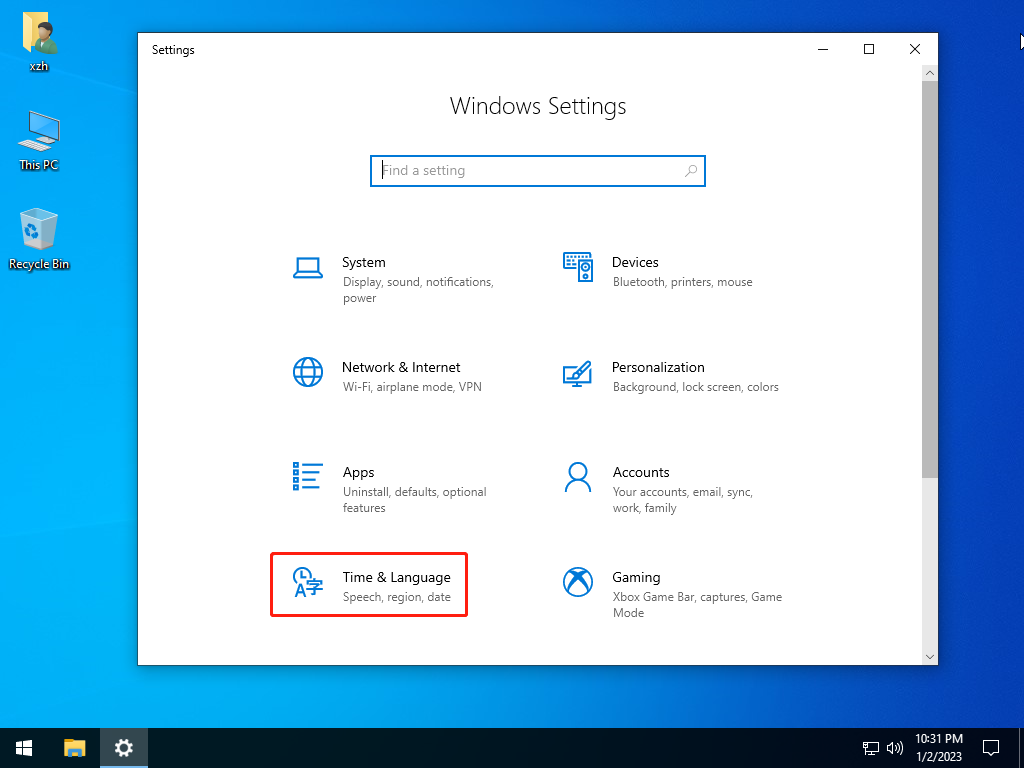 xzh
This PC
Recycle Bin
Settings
Windows Settings
Find a setting
System
Display, sound, notifications,
power
Devices
Bluetooth, printers, mouse
Network & Internet
Wi-Fi, airplane mode, VPN
Personalization
Background, lock screen, colors
Apps
Uninstall, defaults, optional
features
Accounts
Your accounts, email, sync,
work, family
Time & Language
Speech, region, date
Gaming
Xbox Game Bar, captures, Game
Mode
10:31 PM
1/2/2023